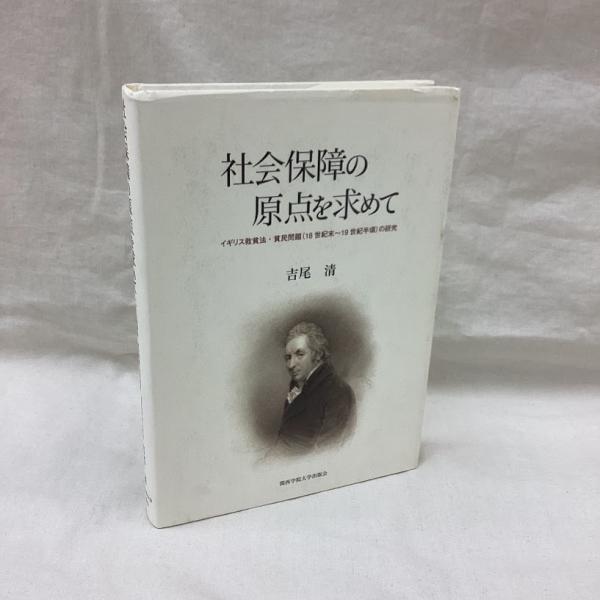 社会保障の
原点を求めて
イギリス救貧法・貧民問題(18世紀末〜19世紀半頃)の研究
吉尾 清
関西学院大学出版会